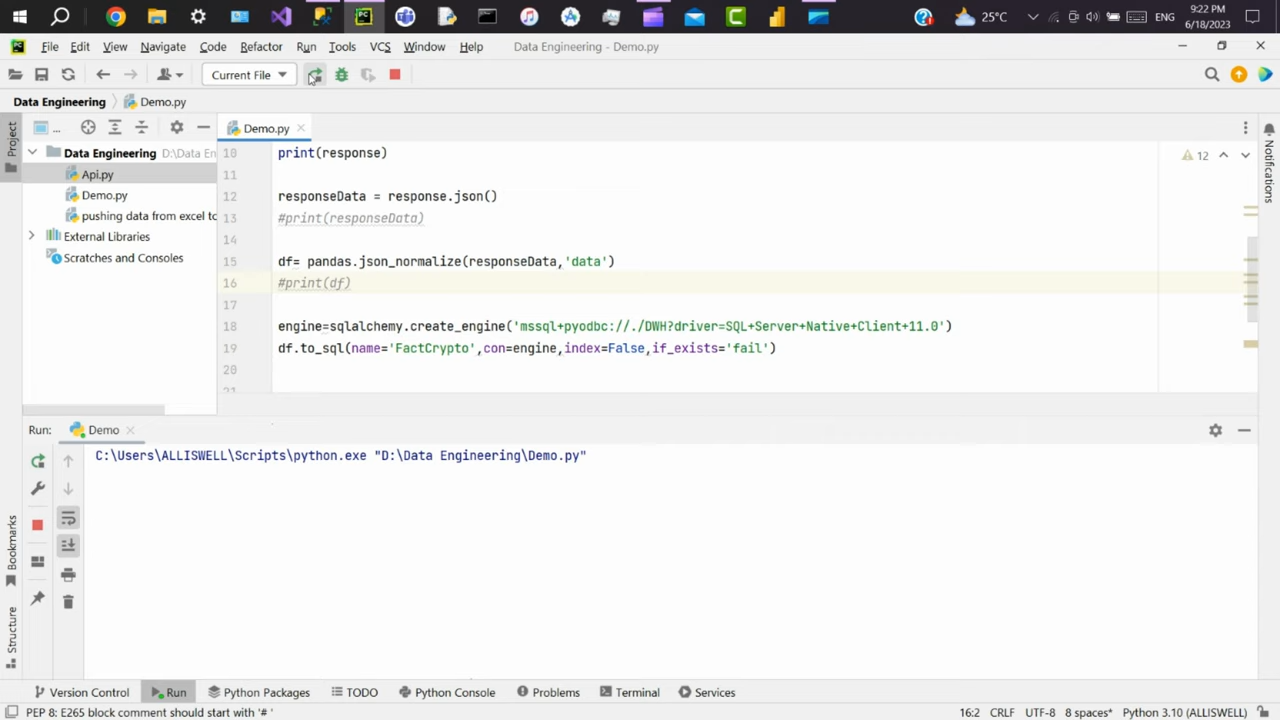 9:22 PM
25°C
ENG
6/18/2023
File Edit View Navigate Code Refactor Run Tools VCS Window Help Data Engineering - Demo.py
Current File
Data Engineering Demo.py
Project
...
Demo.py
Notifications
Data Engineering D:\Data En
Api.py
Demo.py
pushing data from excel to
External Libraries
Scratches and Consoles
10 print(response)
11
12 responseData = response.json()
13 #print(responseData)
14
15 df= pandas.json_normalize(responseData,'data')
16 #print(df)
17
18 engine=sqlalchemy.create_engine('mssql+pyodbc://./DWH?driver=SQL+Server+Native+Client+11.0')
19 df.to_sql(name='FactCrypto',con=engine,index=False,if_exists='fail')
20
21
12
Run: Demo
C:\Users\ALLISWELL\Scripts\python.exe "D:\Data Engineering\Demo.py"
Bookmarks
Structure
Version Control Run Python Packages TODO Python Console Problems Terminal Services
PEP 8: E265 block comment should start with '# ' 16:2 CRLF UTF-8 8 spaces* Python 3.10 (ALLISWELL)